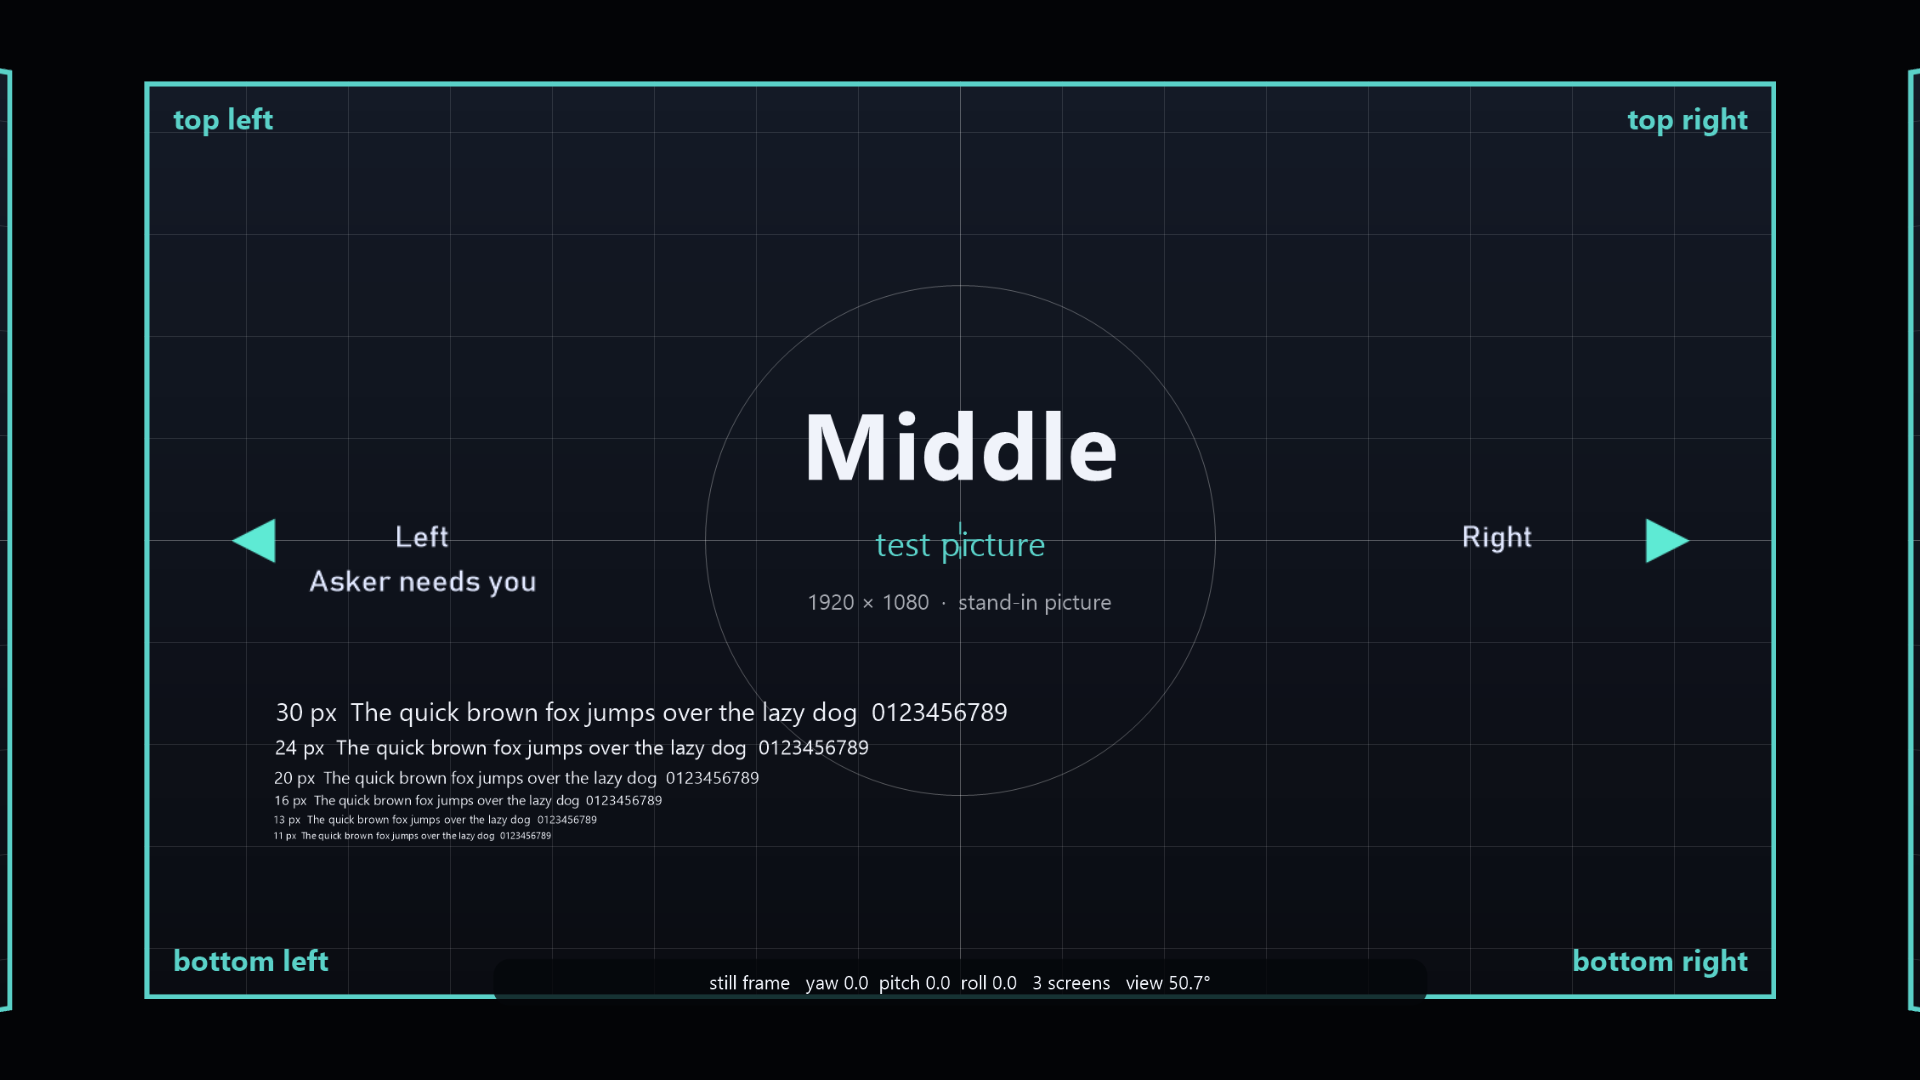 top left
top right
Middle
Left
Asker needs you
test picture
Right
1920 × 1080 · stand-in picture
30 px The quick brown fox jumps over the lazy dog 0123456789
24 px The quick brown fox jumps over the lazy dog 0123456789
20 px The quick brown fox jumps over the lazy dog 0123456789
16 px The quick brown fox jumps over the lazy dog 0123456789
13 px The quick brown fox jumps over the lazy dog 0123456789
11 px The quick brown fox jumps over the lazy dog 0123456789
bottom left
bottom right
still frame yaw 0.0 pitch 0.0 roll 0.0 3 screens view 50.7°